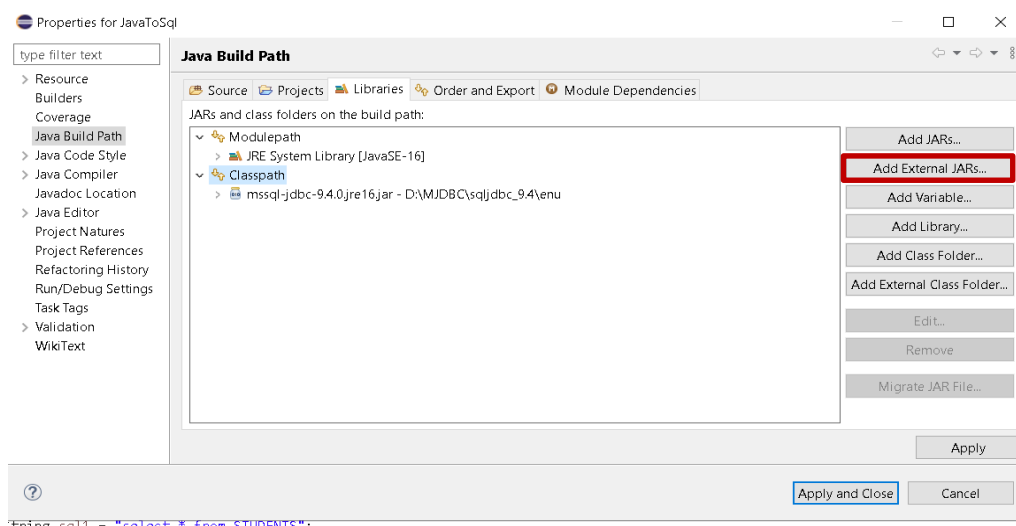 Properties for JavaToSql
type filter text
Resource
Builders
Coverage
Java Build Path
Java Code Style
Java Compiler
Javadoc Location
Java Editor
Project Natures
Project References
Refactoring History
Run/Debug Settings
Task Tags
Validation
WikiText
Java Build Path
Source Projects Libraries Order and Export Module Dependencies
JARs and class folders on the build path:
Modulepath
JRE System Library [JavaSE-16]
Classpath
mssql-jdbc-9.4.0.jre16.jar - D:\MJDBC\sqljdbc_9.4\enu
Add JARs...
Add External JARs...
Add Variable...
Add Library...
Add Class Folder...
Add External Class Folder...
Edit...
Remove
Migrate JAR File...
Apply
Apply and Close Cancel
sql1 = "select * from STUDENTS";